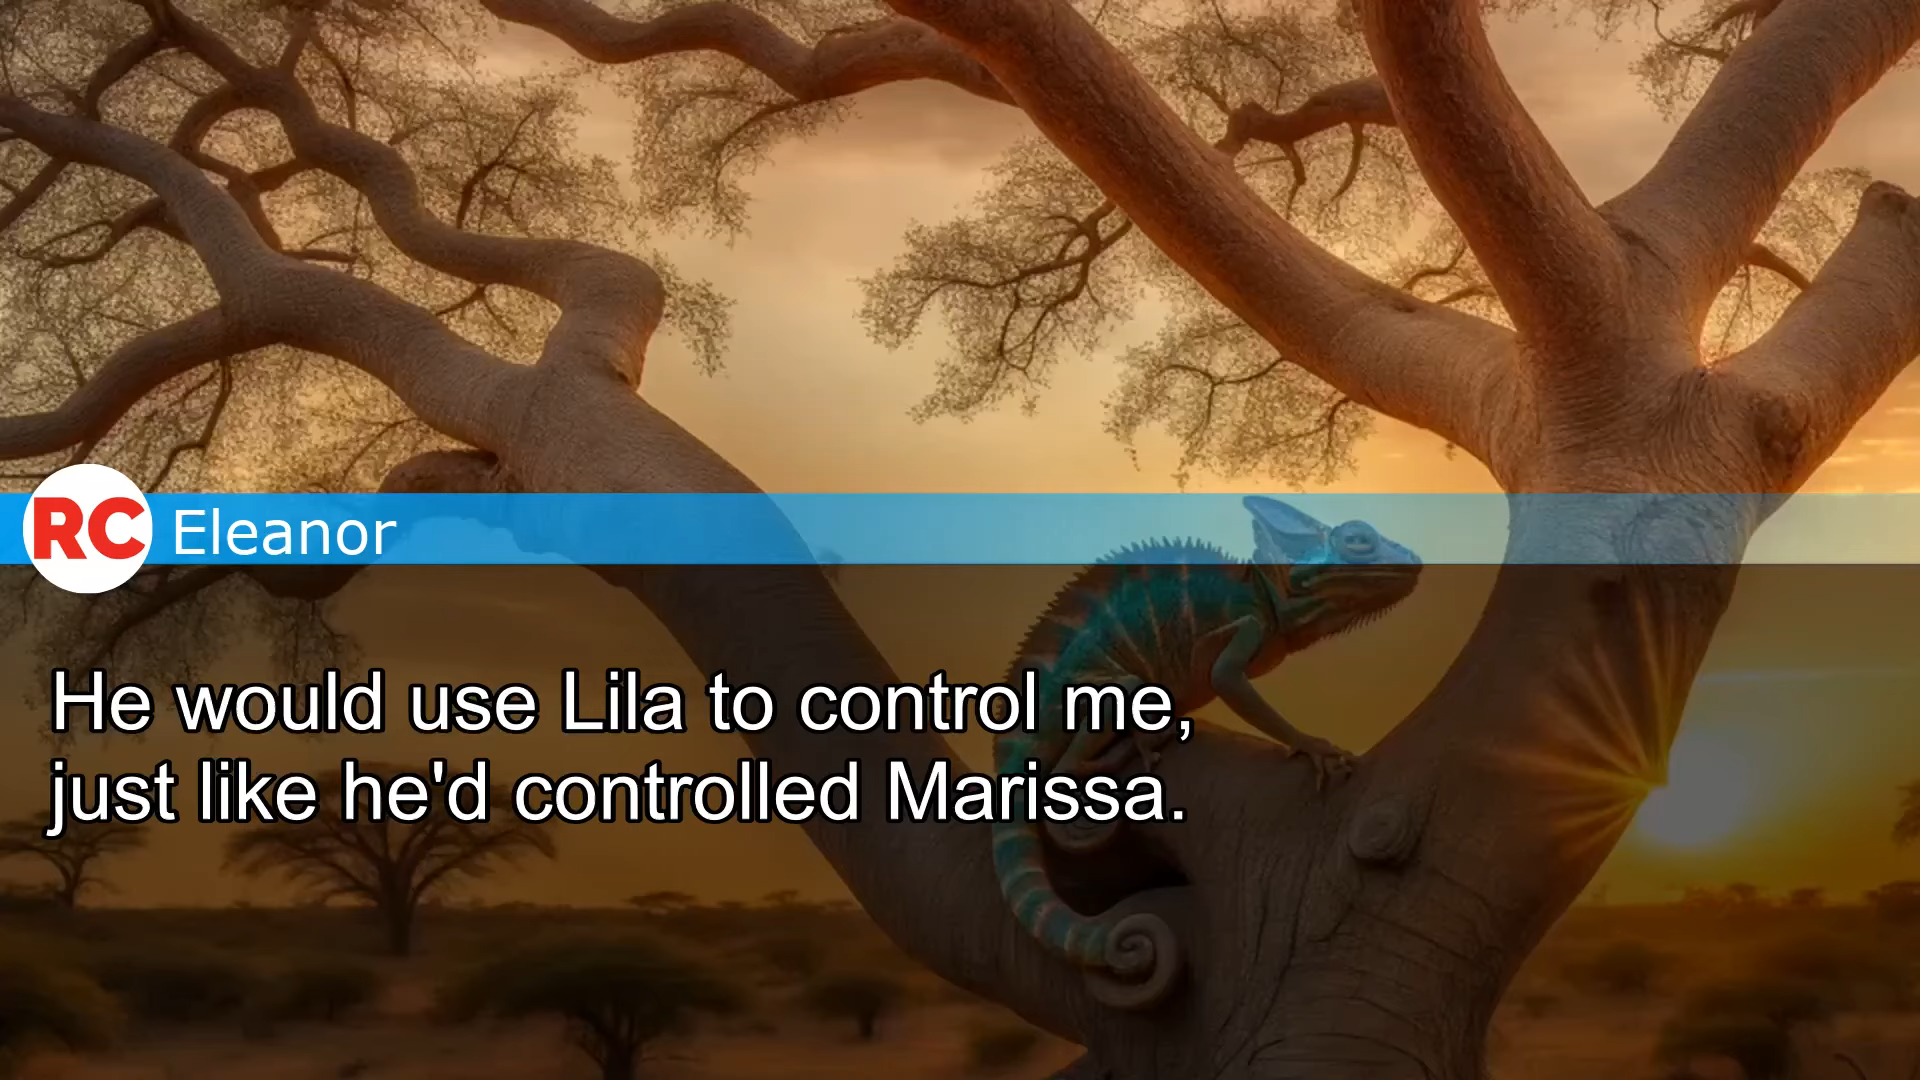 RC Eleanor
He would use Lila to control me,
just like he'd controlled Marissa.